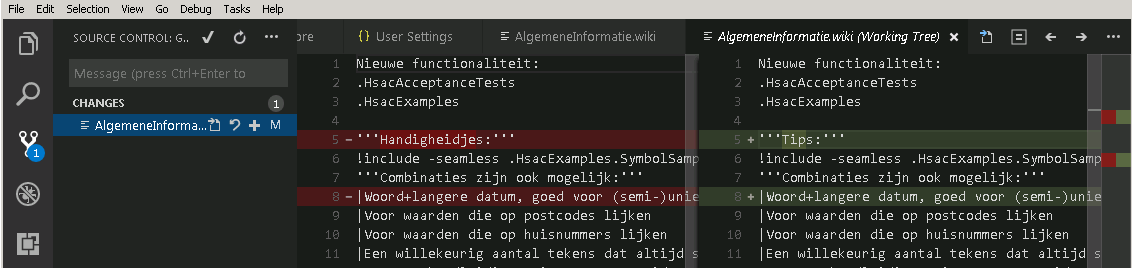 File Edit Selection View Go Debug Tasks Help
SOURCE CONTROL: G.. ore {} User Settings AlgemeneInformatie.wiki AlgemeneInformatie.wiki (Working Tree)
Message (press Ctrl+Enter to
CHANGES 1
AlgemeneInforma... M
1
1 Nieuwe functionaliteit:
2 .HsacAcceptanceTests
3 .HsacExamples
4
5 - '''Handigheidjes:'''
6 !include -seamless .HsacExamples.SymbolSamp
7 '''Combinaties zijn ook mogelijk:'''
8 - |Woord+langere datum, goed voor (semi-)unie
9 |Voor waarden die op postcodes lijken
10 |Voor waarden die op huisnummers lijken
11 |Een willekeurig aantal tekens dat altijd s
1 Nieuwe functionaliteit:
2 .HsacAcceptanceTests
3 .HsacExamples
4
5 + '''Tips:'''
6 !include -seamless .HsacExamples.SymbolSamp
7 '''Combinaties zijn ook mogelijk:'''
8 + |Woord+langere datum, goed voor (semi-)unie
9 |Voor waarden die op postcodes lijken
10 |Voor waarden die op huisnummers lijken
11 |Een willekeurig aantal tekens dat altijd s